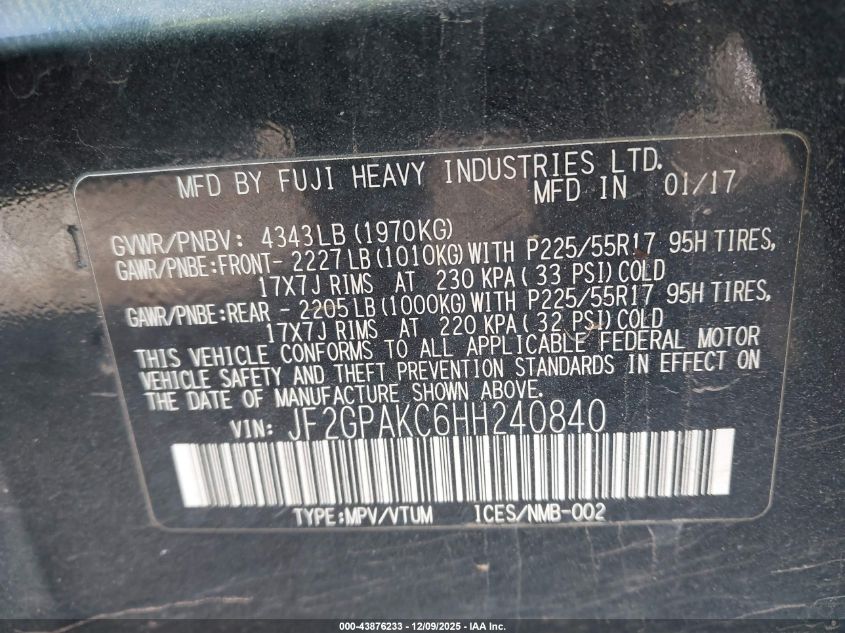 MFD BY FUJI HEAVY INDUSTRIES LTD.
MFD IN 01/17
GVWR/PNBV: 4343LB (1970KG)
GAWR/PNBE:FRONT- 2227LB (1010KG) WITH P225/55R17 95H TIRES,
17X7J RIMS AT 230 KPA( 33 PSI) COLD
GAWR/PNBE:REAR - 2205LB (1000KG) WITH P225/55R17 95H TIRES,
17X7J RIMS AT 220 KPA( 32 PSI) COLD
THIS VEHICLE CONFORMS TO ALL APPLICABLE FEDERAL MOTOR
VEHICLE SAFETY AND THEFT PREVENTION STANDARDS IN EFFECT ON
THE DATE OF MANUFACTURE SHOWN ABOVE.
VIN: JF2GPAKC6HH240840
TYPE:MPV/VTUM ICES/NMB-002
000-43876233 - 12/09/2025 - IAA Inc.